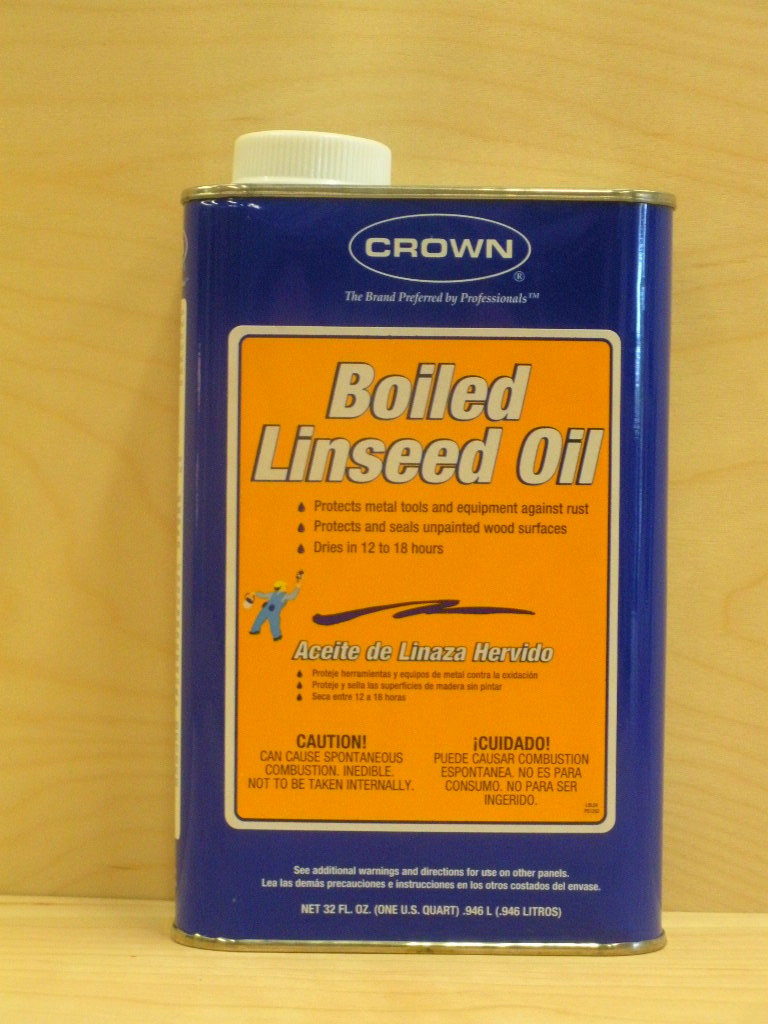 CROWN®
The Brand Preferred by Professionals™
Boiled
Linseed Oil
Protects metal tools and equipment against rust
Protects and seals unpainted wood surfaces
Dries in 12 to 18 hours
Aceite de Linaza Hervido
Proteje herramientas y equipos de metal contra la oxidación
Proteje y sella las superficies de madera sin pintar
Seca entre 12 a 18 horas
CAUTION!
CAN CAUSE SPONTANEOUS
COMBUSTION. INEDIBLE.
NOT TO BE TAKEN INTERNALLY.
¡CUIDADO!
PUEDE CAUSAR COMBUSTION
ESPONTANEA. NO ES PARA
CONSUMO. NO PARA SER
INGERIDO.
See additional warnings and directions for use on other panels.
Lea las demás precauciones e instrucciones en los otros costados del envase.
NET 32 FL. OZ. (ONE U.S. QUART) .946 L (.946 LITROS)